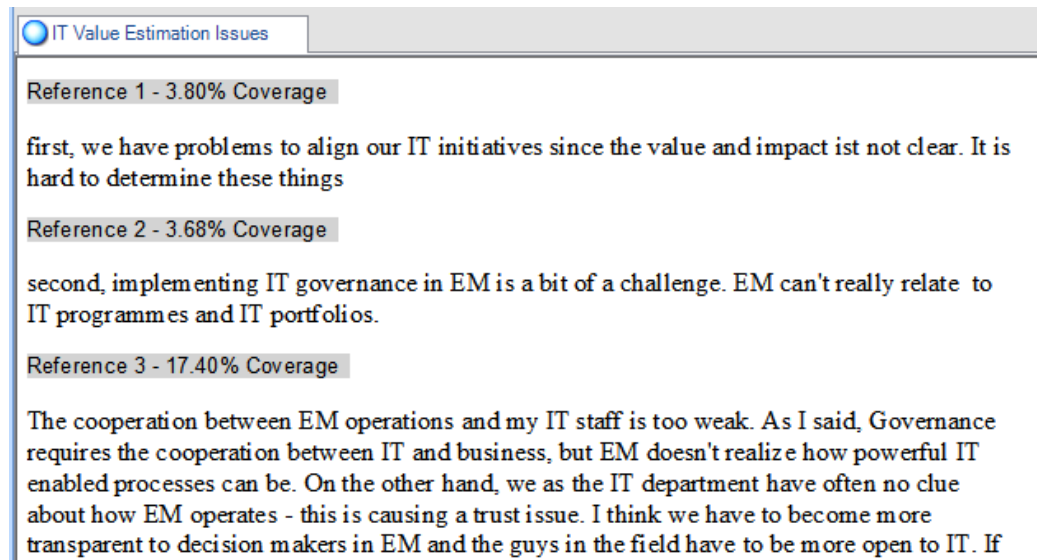 IT Value Estimation Issues
Reference 1 - 3.80% Coverage
first, we have problems to align our IT initiatives since the value and impact ist not clear. It is
hard to determine these things
Reference 2 - 3.68% Coverage
second, implementing IT governance in EM is a bit of a challenge. EM can't really relate  to
IT programmes and IT portfolios.
Reference 3 - 17.40% Coverage
The cooperation between EM operations and my IT staff is too weak. As I said, Governance
requires the cooperation between IT and business, but EM doesn't realize how powerful IT
enabled processes can be. On the other hand, we as the IT department have often no clue
about how EM operates - this is causing a trust issue. I think we have to become more
transparent to decision makers in EM and the guys in the field have to be more open to IT. If